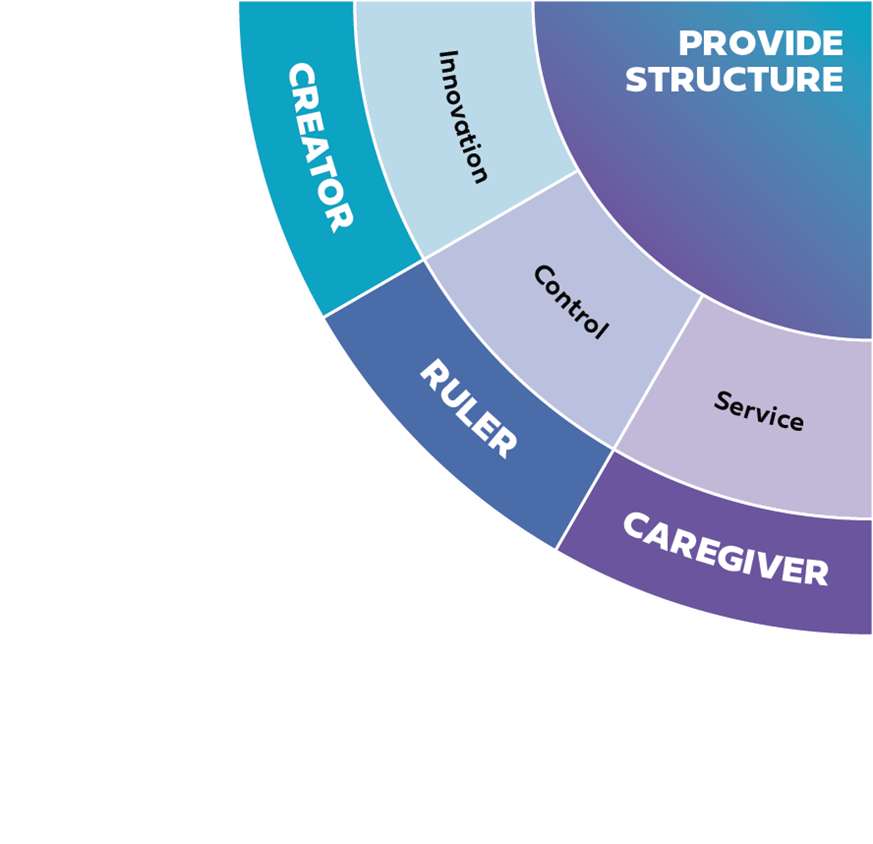 PROVIDE
STRUCTURE
Innovation
CREATOR
Control
RULER
Service
CAREGIVER